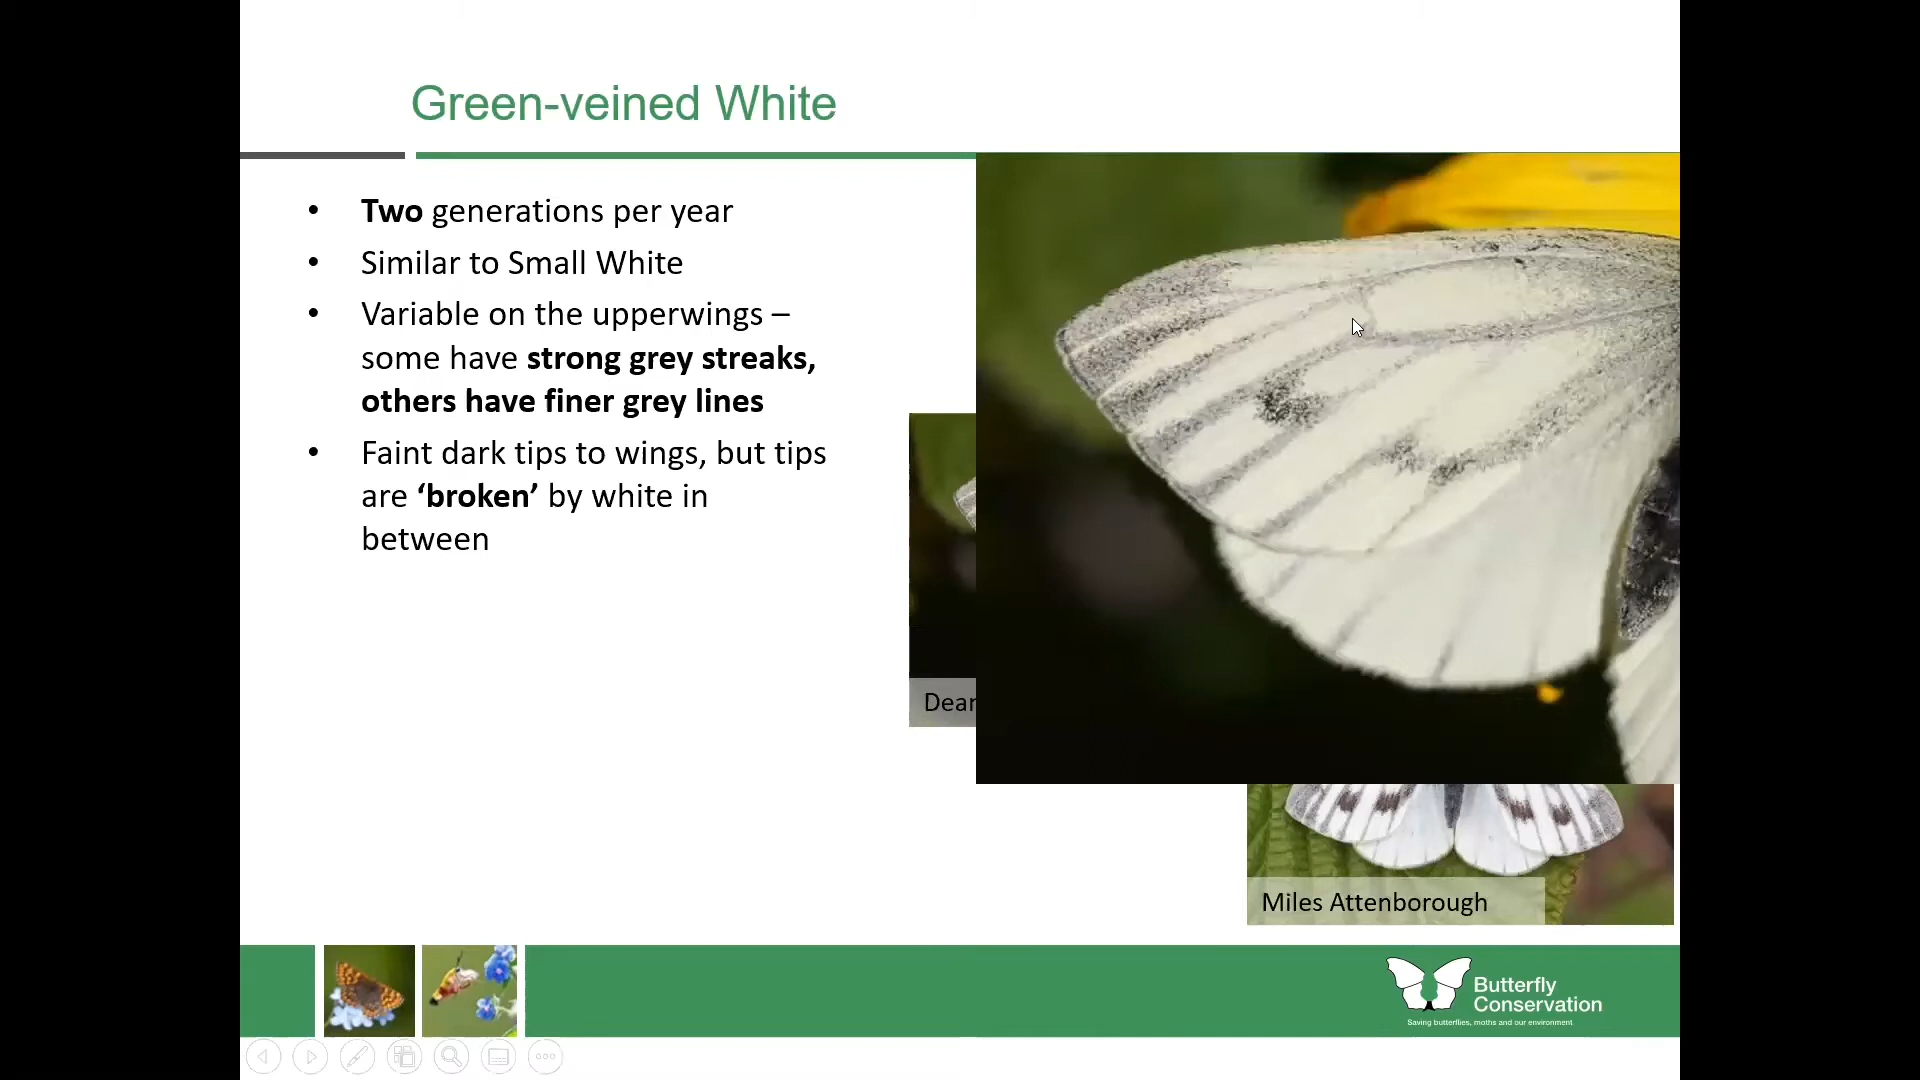 Green-veined White
• Two generations per year
• Similar to Small White
• Variable on the upperwings –
some have strong grey streaks,
others have finer grey lines
• Faint dark tips to wings, but tips
are ‘broken’ by white in
between
Miles Attenborough
Butterfly
Conservation
Saving butterflies, moths and our environment